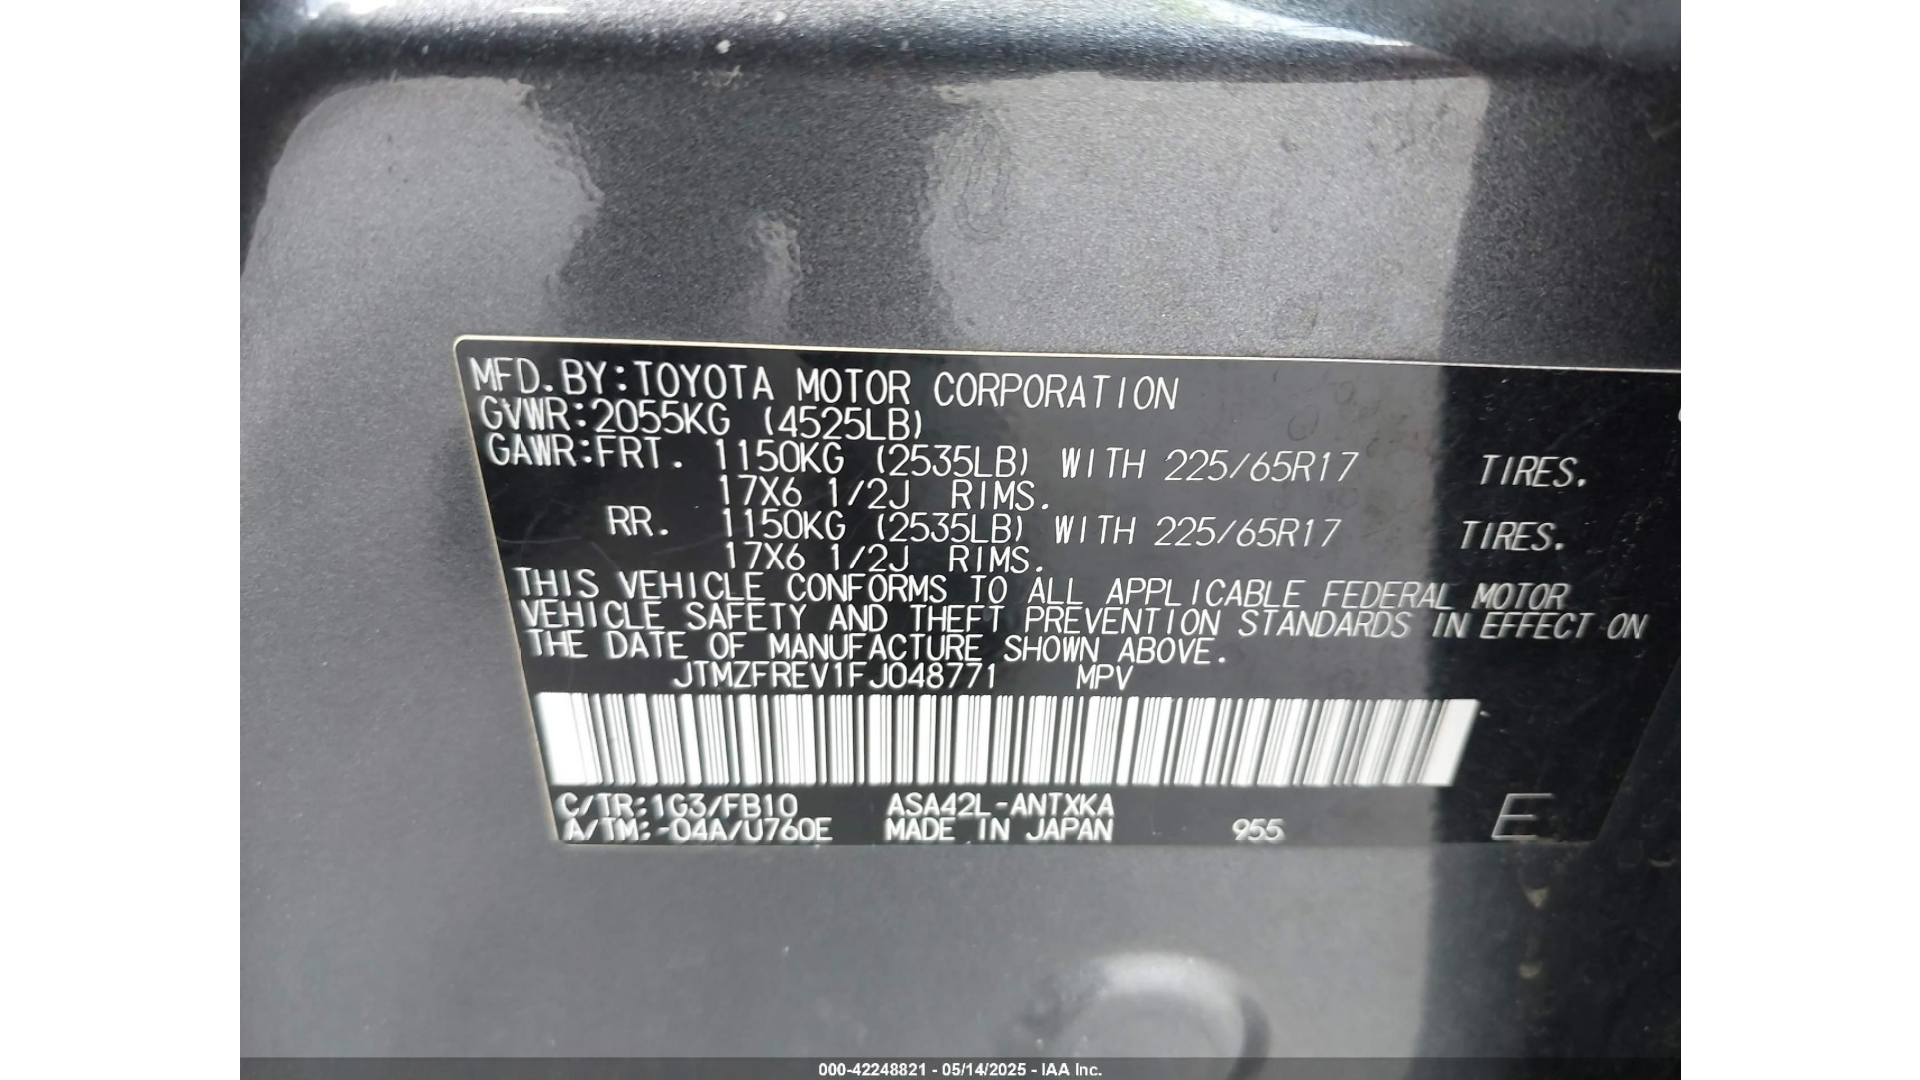 MFD.BY:TOYOTA MOTOR CORPORATION
GVWR:2055KG (4525LB)
GAWR:FRT. 1150KG (2535LB) WITH 225/65R17 TIRES.
17X6 1/2J RIMS.
RR. 1150KG (2535LB) WITH 225/65R17 TIRES.
17X6 1/2J RIMS.
THIS VEHICLE CONFORMS TO ALL APPLICABLE FEDERAL MOTOR
VEHICLE SAFETY AND THEFT PREVENTION STANDARDS IN EFFECT ON
THE DATE OF MANUFACTURE SHOWN ABOVE.
JTMZFREV1FJ048771 MPV
C/TR:1G3/FB10 ASA42L-ANTXKA
A/TM:-04A/U760E MADE IN JAPAN 955 E
000-42248821 - 05/14/2025 - IAA Inc.